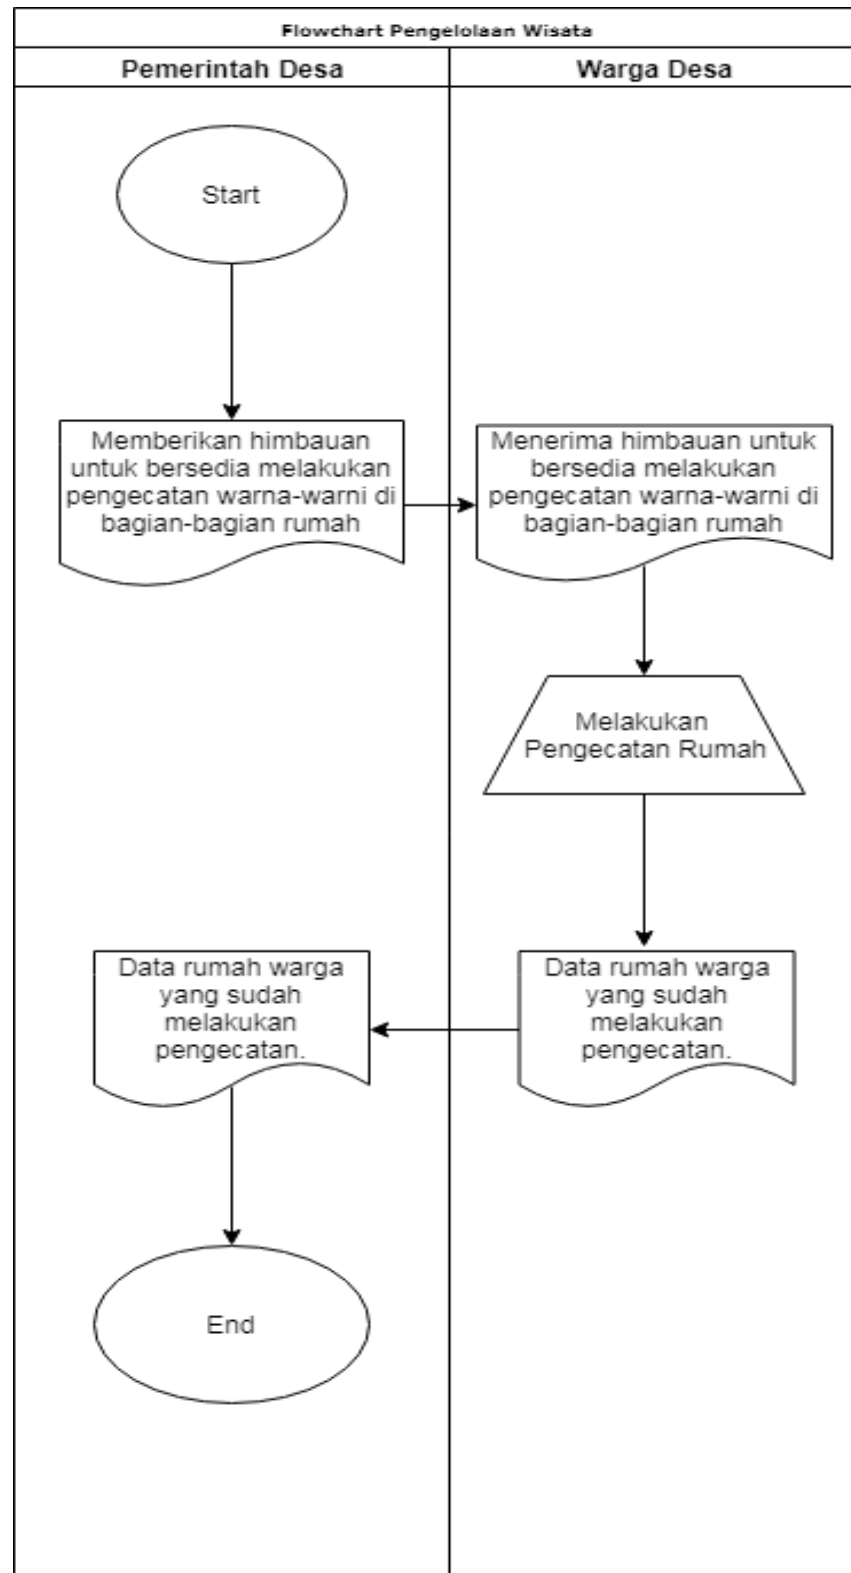 Flowchart Pengelolaan Wisata
Pemerintah Desa
Warga Desa
Start
Memberikan himbauan
untuk bersedia melakukan
pengecatan warna-warni di
bagian-bagian rumah
Menerima himbauan untuk
bersedia melakukan
pengecatan warna-warni di
bagian-bagian rumah
Melakukan
Pengecatan Rumah
Data rumah warga
yang sudah
melakukan
pengecatan.
Data rumah warga
yang sudah
melakukan
pengecatan.
End